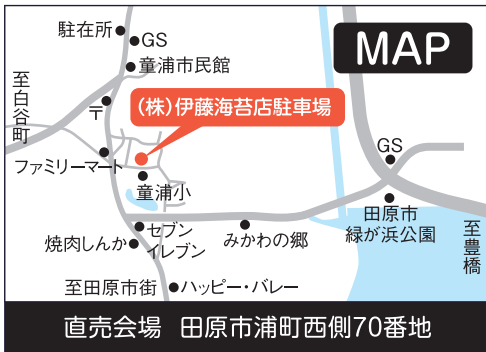 駐在所
GS
童浦市民館
MAP
至白谷町
〒
(株)伊藤海苔店駐車場
ファミリーマート
童浦小
GS
田原市
緑が浜公園
至豊橋
セブン
イレブン
みかわの郷
焼肉しんか
至田原市街
ハッピー・バレー
直売会場 田原市浦町西側70番地